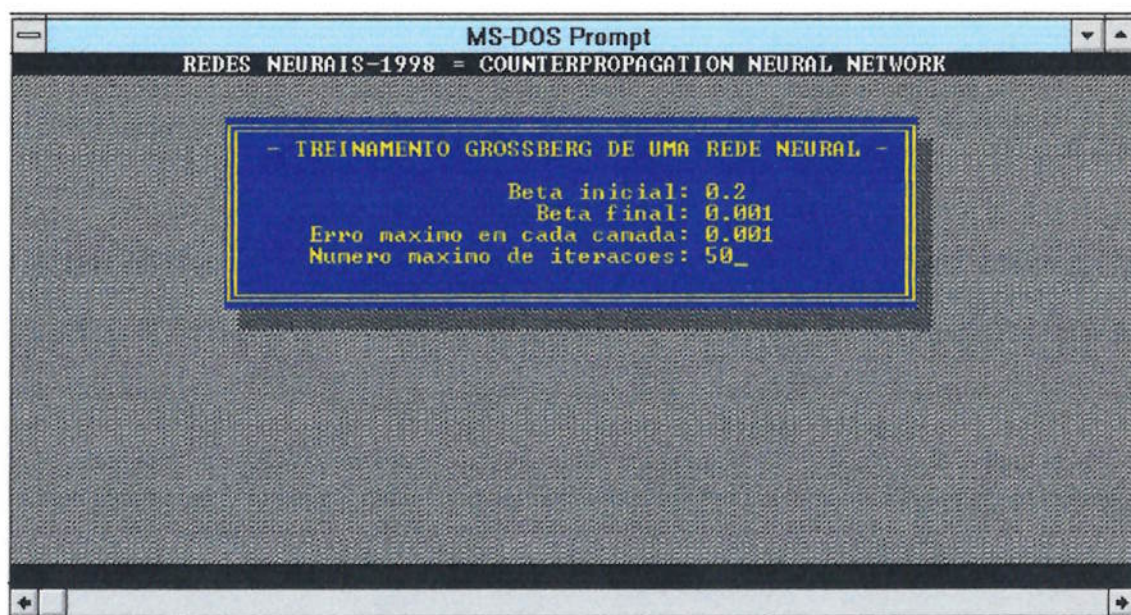 MS-DOS Prompt
REDES NEURAIS-1998 = COUNTERPROPAGATION NEURAL NETWORK
- TREINAMENTO GROSSBERG DE UMA REDE NEURAL -
Beta inicial: 0.2
Beta final: 0.001
Erro maximo em cada camada: 0.001
Numero maximo de iteracoes: 50_